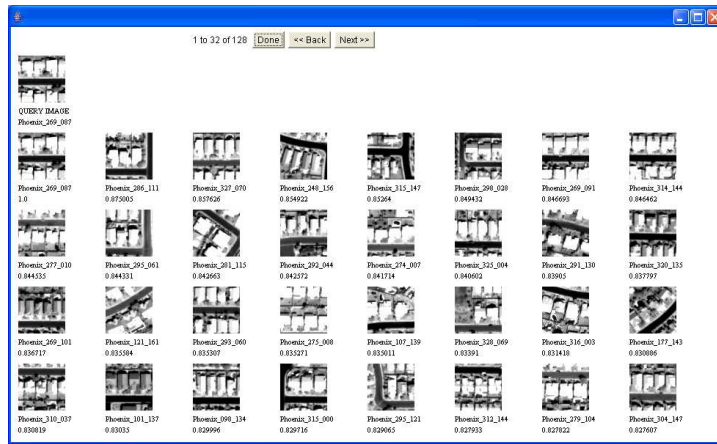 1 to 32 of 128 Done << Back Next >>
QUERY IMAGE
Phoenix_269_087
Phoenix_269_087 Phoenix_286_111 Phoenix_327_070 Phoenix_248_156 Phoenix_315_147 Phoenix_298_028 Phoenix_269_091 Phoenix_314_144
1.0 0.875005 0.857626 0.854922 0.85264 0.849432 0.846693 0.846462
Phoenix_277_010 Phoenix_295_061 Phoenix_281_115 Phoenix_292_044 Phoenix_274_007 Phoenix_325_004 Phoenix_291_130 Phoenix_320_135
0.844535 0.844331 0.842663 0.842572 0.841714 0.840602 0.83905 0.837797
Phoenix_269_101 Phoenix_121_161 Phoenix_293_060 Phoenix_275_008 Phoenix_107_139 Phoenix_328_069 Phoenix_316_003 Phoenix_177_143
0.836717 0.835584 0.835307 0.835271 0.835011 0.83391 0.831418 0.830886
Phoenix_310_037 Phoenix_101_137 Phoenix_098_134 Phoenix_315_000 Phoenix_295_121 Phoenix_312_144 Phoenix_279_104 Phoenix_304_147
0.830819 0.83035 0.829996 0.829716 0.829065 0.827933 0.827822 0.827607